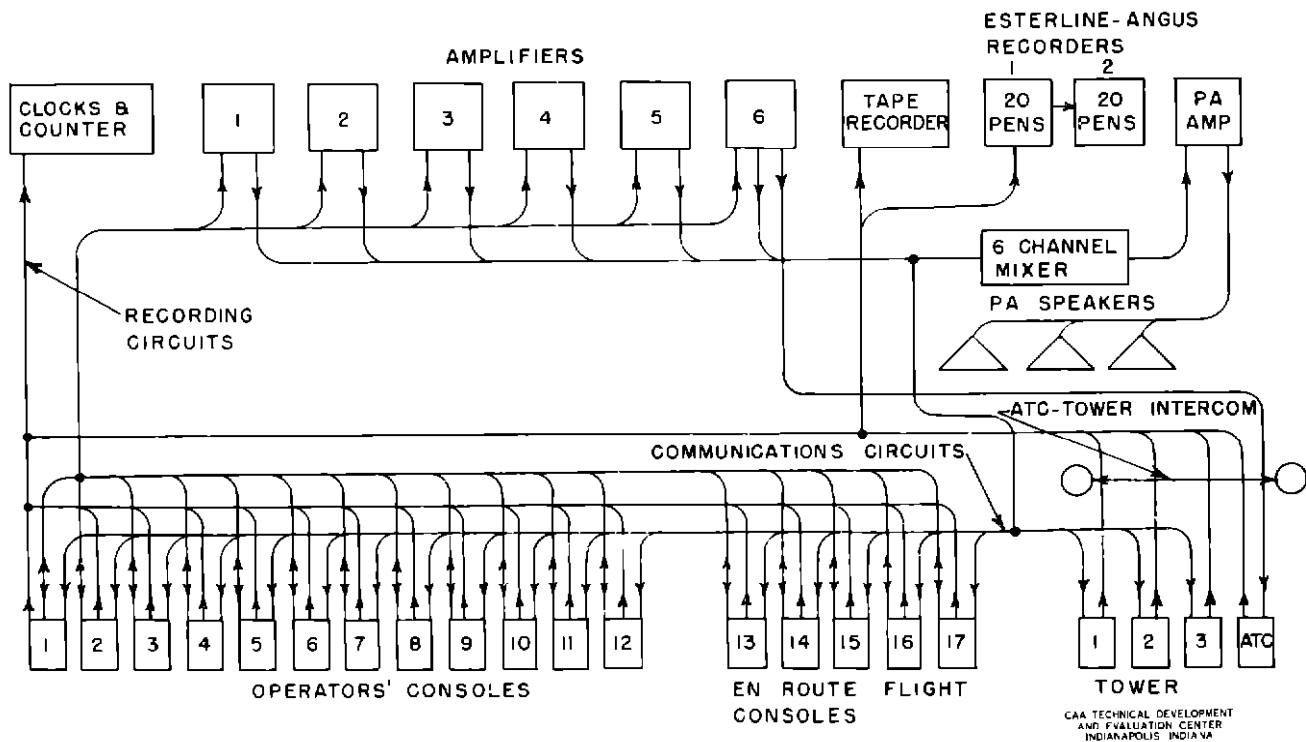 ESTERLINE-ANGUS
RECORDERS
AMPLIFIERS
1
2
CLOCKS &
COUNTER
1
2
3
4
5
6
TAPE
RECORDER
20
PENS
20
PENS
PA
AMP
6 CHANNEL
MIXER
PA SPEAKERS
RECORDING
CIRCUITS
ATC-TOWER INTERCOM
COMMUNICATIONS CIRCUITS
1
2
3
4
5
6
7
8
9
10
11
12
13
14
15
16
17
1
2
3
ATC
OPERATORS' CONSOLES
EN ROUTE FLIGHT
CONSOLES
TOWER
CAA TECHNICAL DEVELOPMENT
AND EVALUATION CENTER
INDIANAPOLIS INDIANA